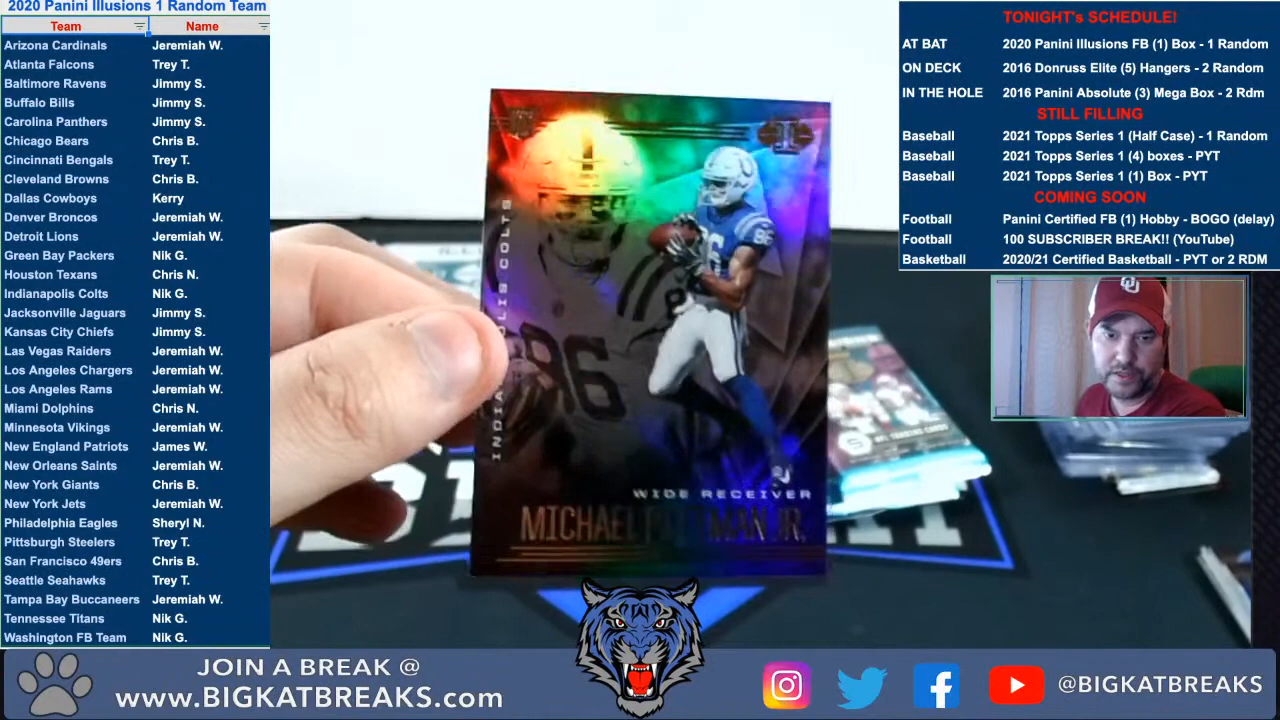 2020 Panini Illusions 1 Random Team
Team Name
Arizona Cardinals Jeremiah W.
Atlanta Falcons Trey T.
Baltimore Ravens Jimmy S.
Buffalo Bills Jimmy S.
Carolina Panthers Jimmy S.
Chicago Bears Chris B.
Cincinnati Bengals Trey T.
Cleveland Browns Chris B.
Dallas Cowboys Kerry
Denver Broncos Jeremiah W.
Detroit Lions Jeremiah W.
Green Bay Packers Nik G.
Houston Texans Chris N.
Indianapolis Colts Nik G.
Jacksonville Jaguars Jimmy S.
Kansas City Chiefs Jimmy S.
Las Vegas Raiders Jeremiah W.
Los Angeles Chargers Jeremiah W.
Los Angeles Rams Jeremiah W.
Miami Dolphins Chris N.
Minnesota Vikings Jeremiah W.
New England Patriots James W.
New Orleans Saints Jeremiah W.
New York Giants Chris B.
New York Jets Jeremiah W.
Philadelphia Eagles Sheryl N.
Pittsburgh Steelers Trey T.
San Francisco 49ers Chris B.
Seattle Seahawks Trey T.
Tampa Bay Buccaneers Jeremiah W.
Tennessee Titans Nik G.
Washington FB Team Nik G.
TONIGHT's SCHEDULE!
AT BAT 2020 Panini Illusions FB (1) Box - 1 Random
ON DECK 2016 Donruss Elite (5) Hangers - 2 Random
IN THE HOLE 2016 Panini Absolute (3) Mega Box - 2 Rdm
STILL FILLING
Baseball 2021 Topps Series 1 (Half Case) - 1 Random
Baseball 2021 Topps Series 1 (4) boxes - PYT
Baseball 2021 Topps Series 1 (1) Box - PYT
COMING SOON
Football Panini Certified FB (1) Hobby - BOGO (delay)
Football 100 SUBSCRIBER BREAK!! (YouTube)
Basketball 2020/21 Certified Basketball - PYT or 2 RDM
COLTS
86
86
WIDE RECEIVER
MICHAEL JR.
JOIN A BREAK @
www.BIGKATBREAKS.com
@BIGKATBREAKS